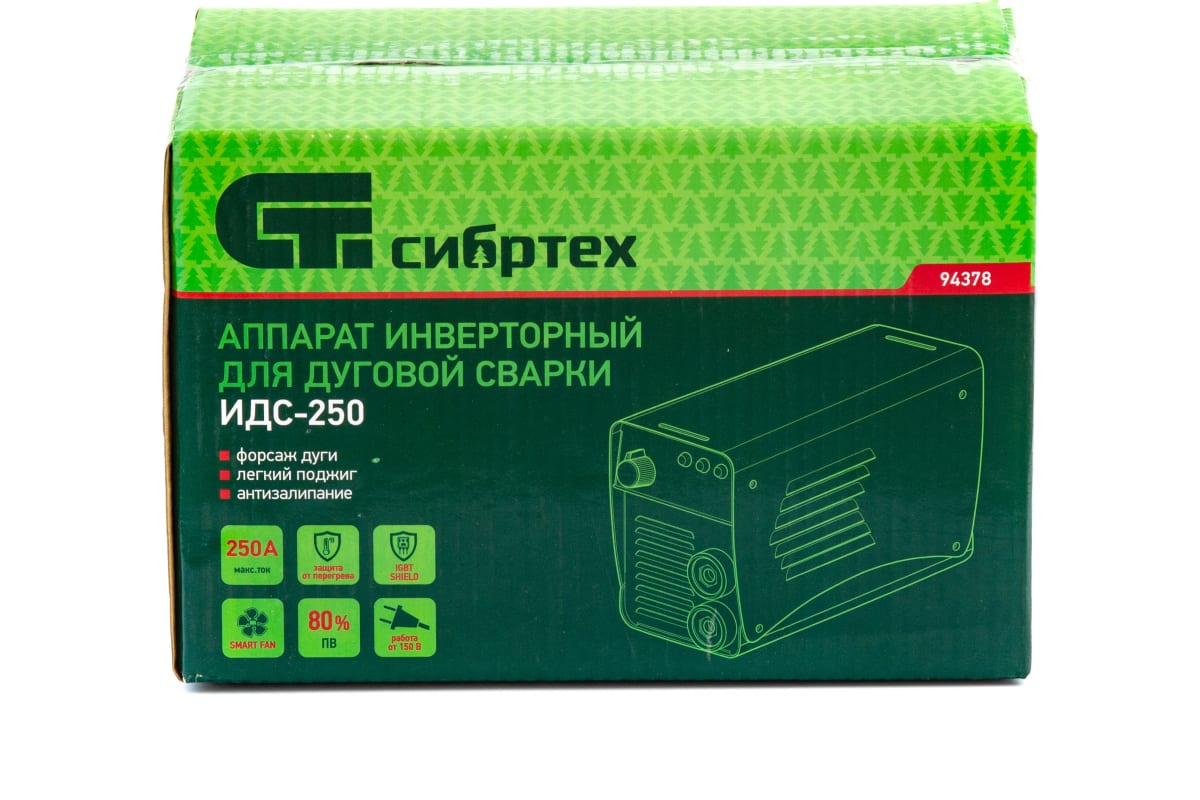 СТ сибртех
94378
АППАРАТ ИНВЕРТОРНЫЙ
ДЛЯ ДУГОВОЙ СВАРКИ
ИДС-250
форсаж дуги
легкий поджиг
антизалипание
250 А
макс.ток
защита
от перегрева
IGBT
SHIELD
SMART FAN
80%
ПВ
работа
от 150 В